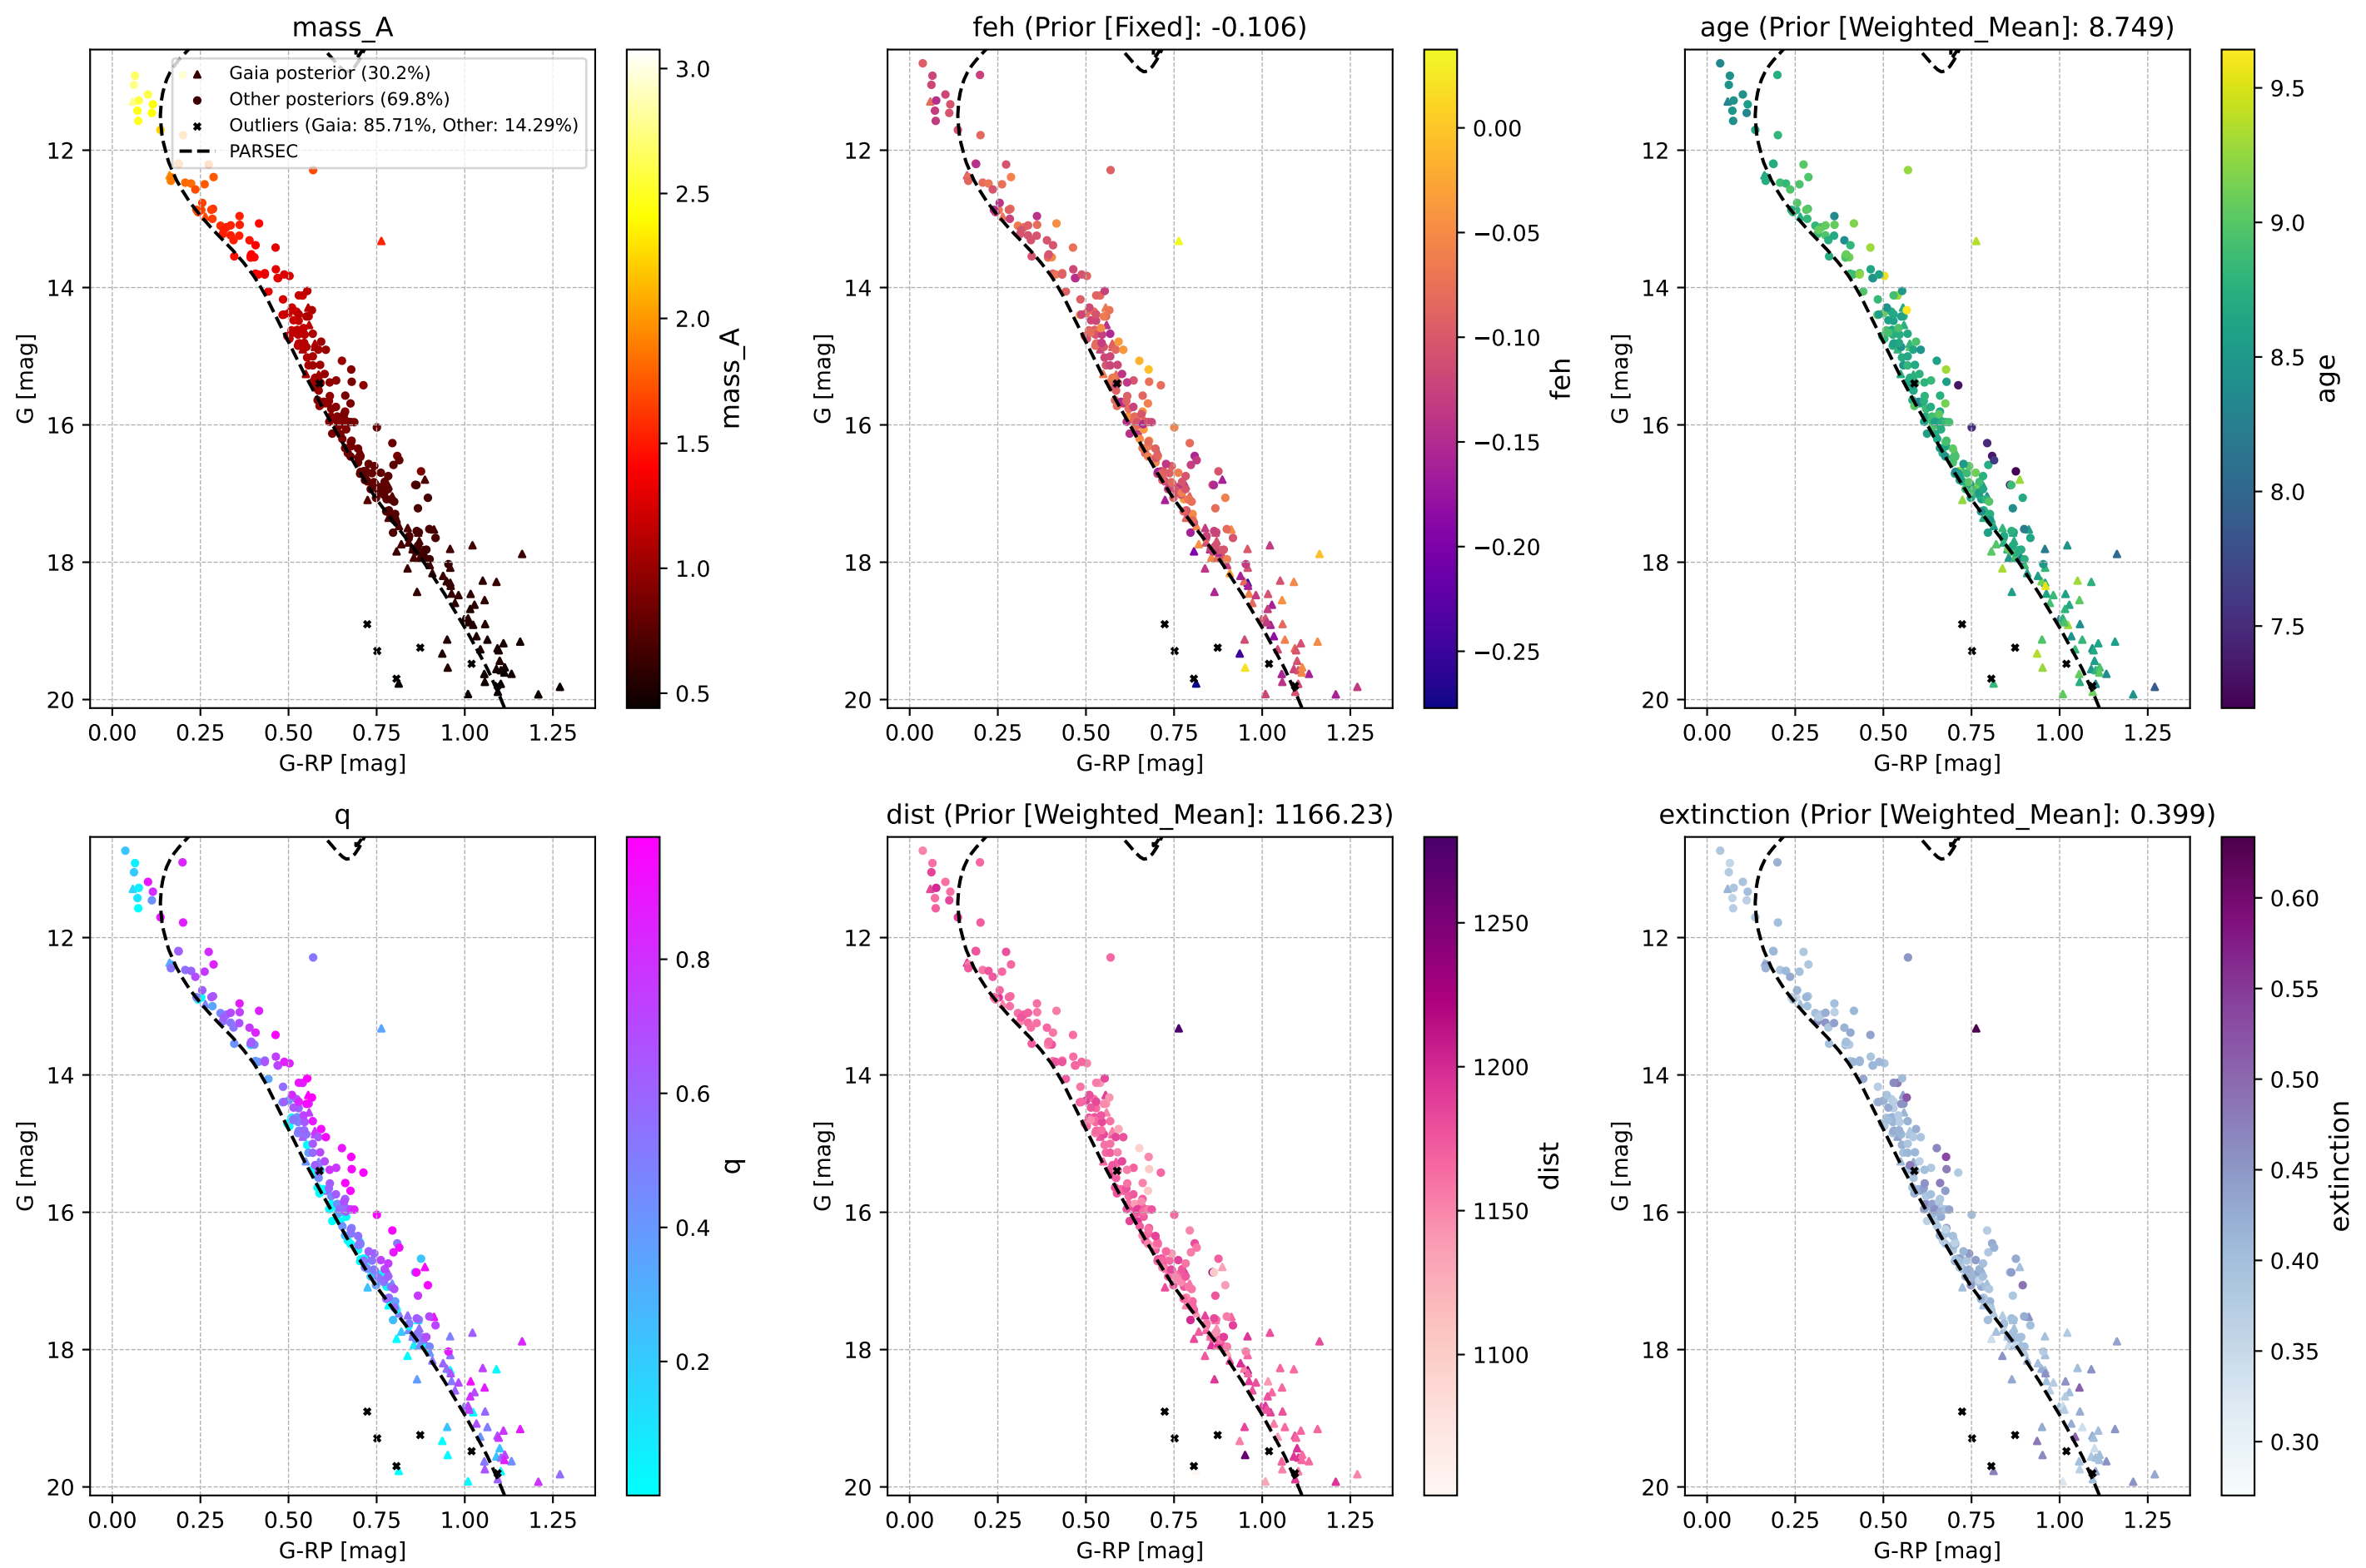 mass_A
Gaia posterior (30.2%)
Other posteriors (69.8%)
Outliers (Gaia: 85.71%, Other: 14.29%)
PARSEC
12
14
16
18
20
G [mag]
0.00 0.25 0.50 0.75 1.00 1.25
G-RP [mag]
3.0
2.5
2.0
1.5
1.0
0.5
mass_A
feh (Prior [Fixed]: -0.106)
12
14
16
18
20
G [mag]
0.00 0.25 0.50 0.75 1.00 1.25
G-RP [mag]
0.00
−0.05
−0.10
−0.15
−0.20
−0.25
feh
age (Prior [Weighted_Mean]: 8.749)
12
14
16
18
20
G [mag]
0.00 0.25 0.50 0.75 1.00 1.25
G-RP [mag]
9.5
9.0
8.5
8.0
7.5
age
q
12
14
16
18
20
G [mag]
0.00 0.25 0.50 0.75 1.00 1.25
G-RP [mag]
0.8
0.6
0.4
0.2
q
dist (Prior [Weighted_Mean]: 1166.23)
12
14
16
18
20
G [mag]
0.00 0.25 0.50 0.75 1.00 1.25
G-RP [mag]
1250
1200
1150
1100
dist
extinction (Prior [Weighted_Mean]: 0.399)
12
14
16
18
20
G [mag]
0.00 0.25 0.50 0.75 1.00 1.25
G-RP [mag]
0.60
0.55
0.50
0.45
0.40
0.35
0.30
extinction